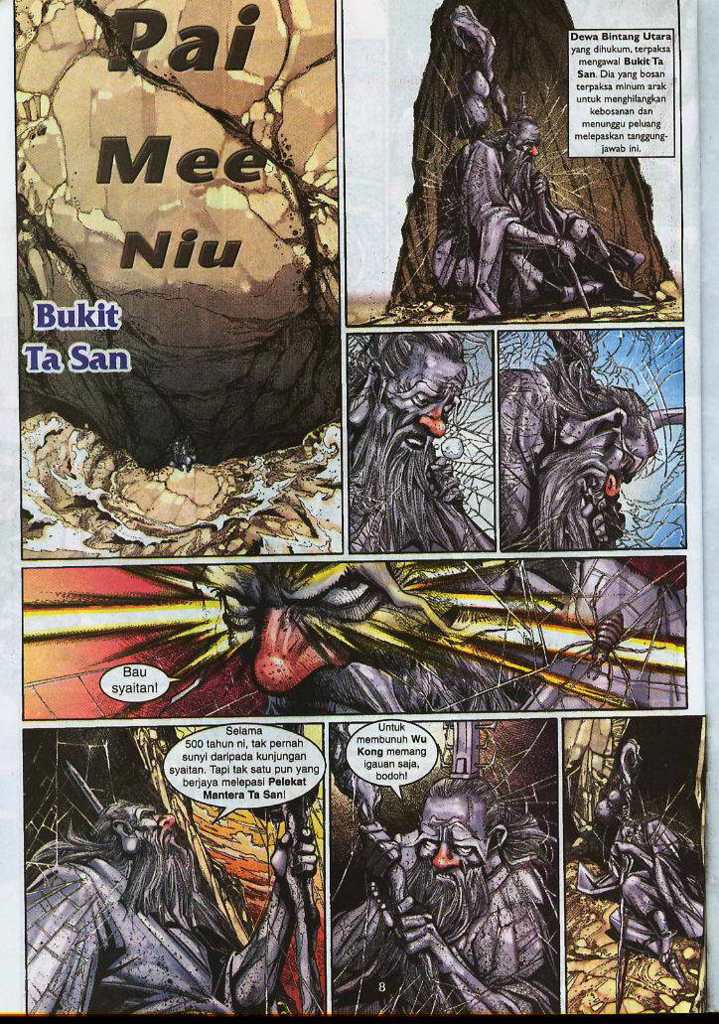 Pai
Mee
Niu
Bukit
Ta San
Dewa Bintang Utara
yang dihukum, terpaksa
mengawal Bukit Ta
San. Dia yang bosan
terpaksa minum arak
untuk menghilangkan
kebosanan dan
menunggu peluang
melepaskan tanggung-
jawab ini.
Bau
syaitan!
Selama
500 tahun ni, tak pernah
sunyi daripada kunjungan
syaitan. Tapi tak satu pun yang
berjaya melepasi Pelekat
Mantera Ta San!
Untuk
membunuh Wu
Kong memang
igauan saja,
bodoh!
8